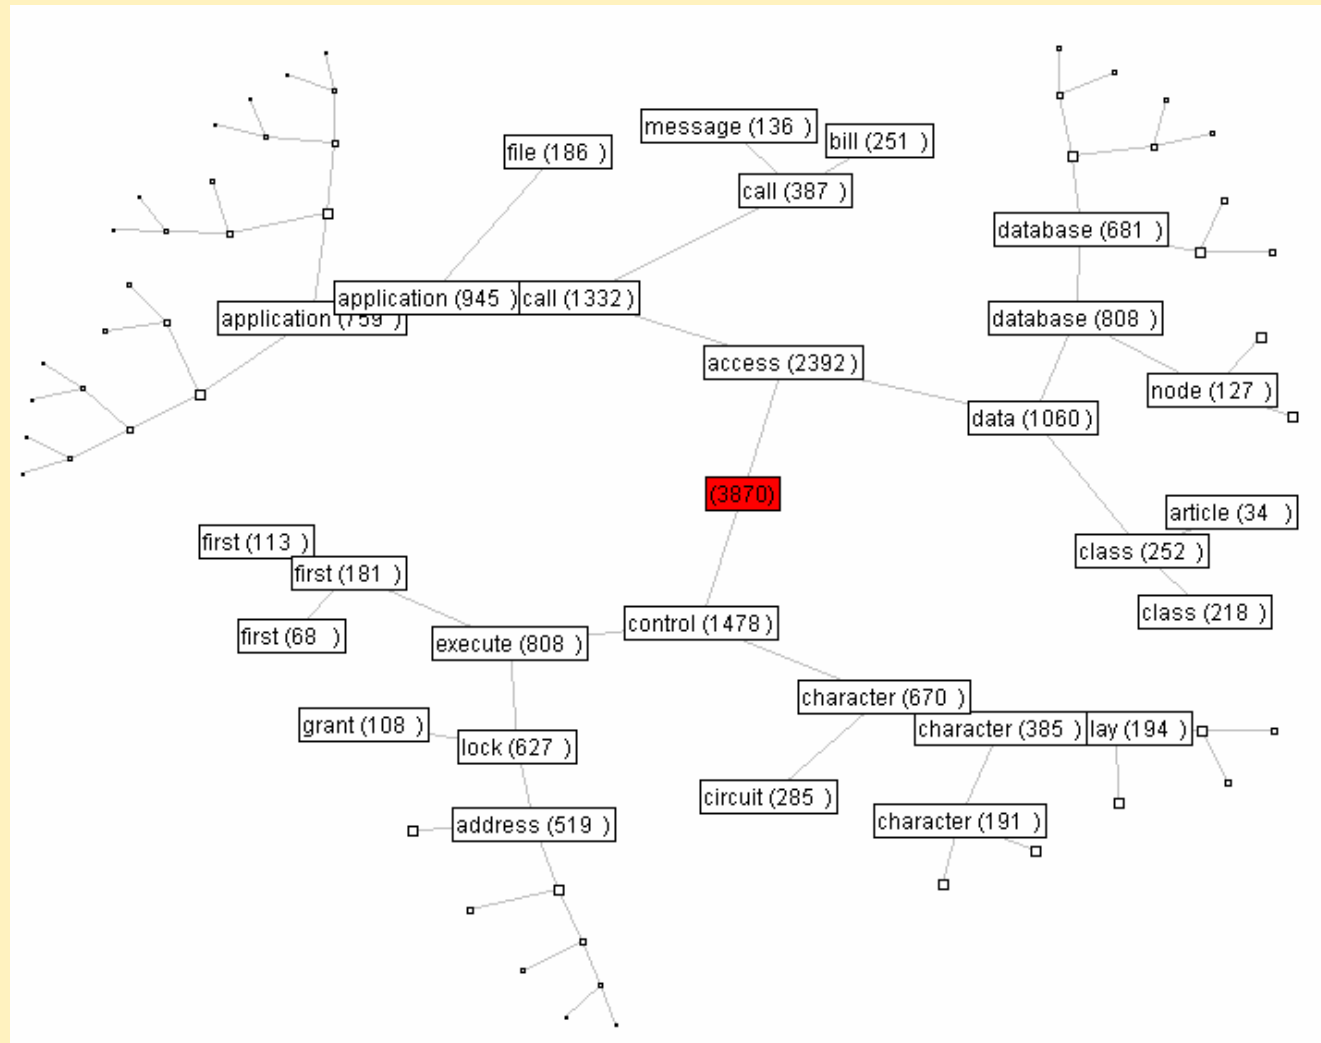 message (136 )
bill (251 )
file (186 )
call (387 )
database (681 )
application (945 )
call (1332 )
application (759 )
database (808 )
access (2392 )
node (127 )
data (1060 )
(3870)
article (34 )
first (113 )
class (252 )
first (181 )
class (218 )
control (1478 )
first (68 )
execute (808 )
character (670 )
grant (108 )
character (385 )
lay (194 )
lock (627 )
circuit (285 )
character (191 )
address (519 )